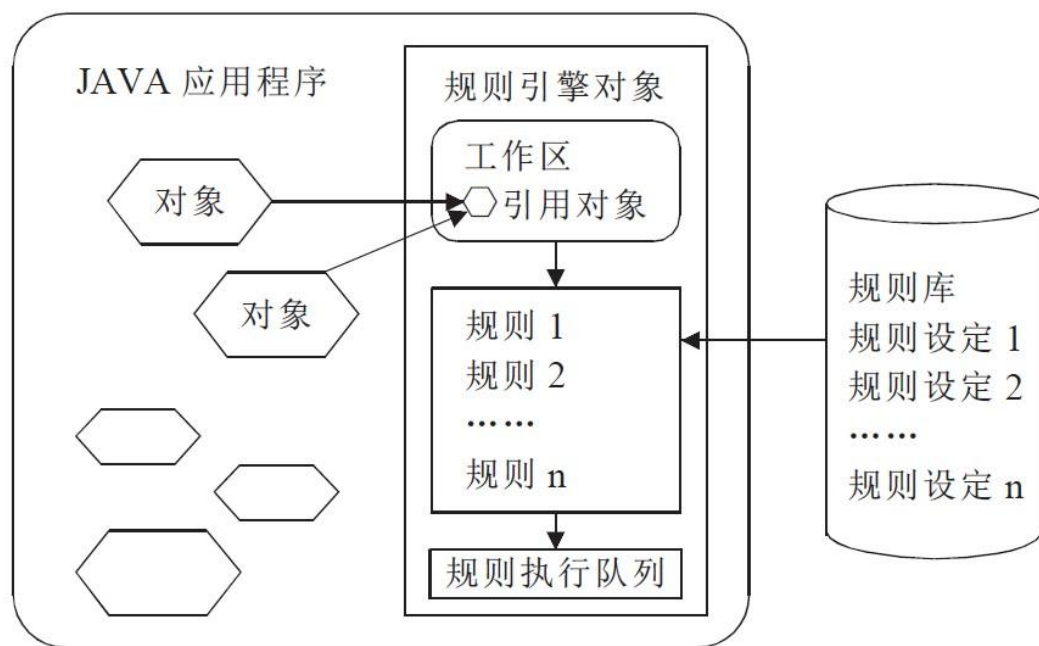 JAVA 应用程序
规则引擎对象
工作区
引用对象
对象
对象
规则 1
规则 2
……
规则 n
规则执行队列
规则库
规则设定 1
规则设定 2
……
规则设定 n